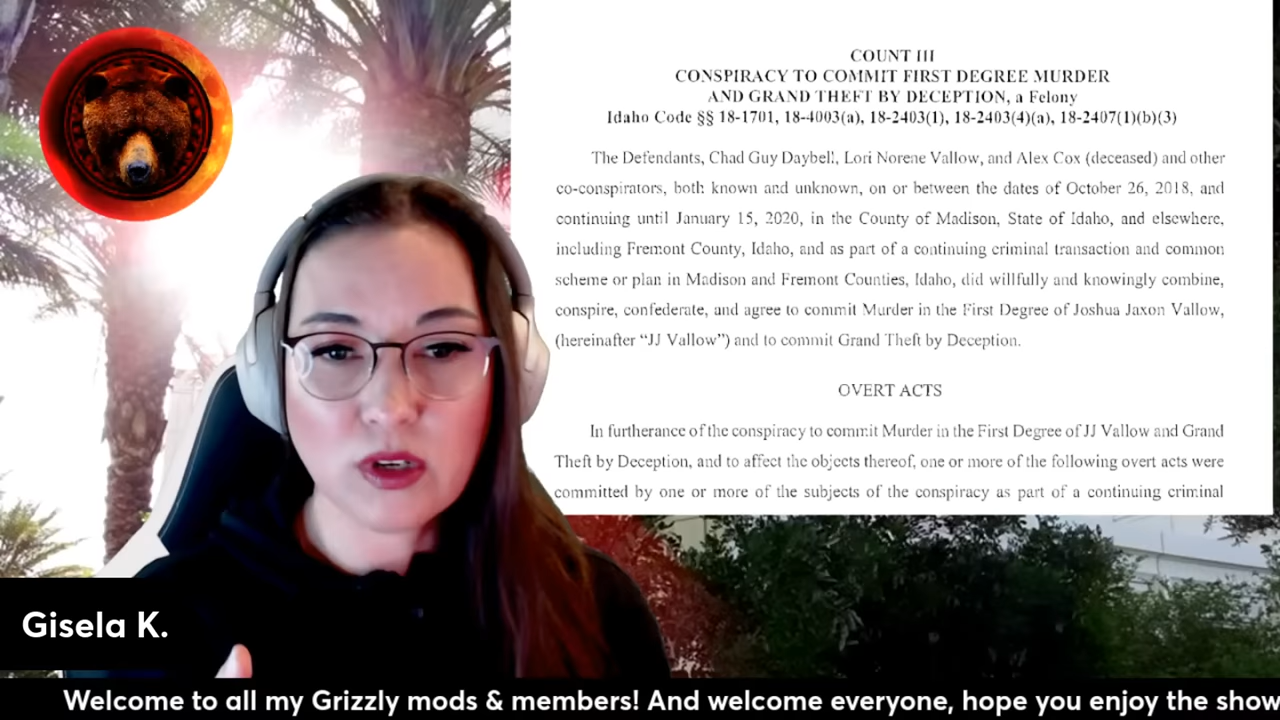 COUNT III
CONSPIRACY TO COMMIT FIRST DEGREE MURDER
AND GRAND THEFT BY DECEPTION, a Felony
Idaho Code §§ 18-1701, 18-4003(a), 18-2403(1), 18-2403(4)(a), 18-2407(1)(b)(3)
The Defendants, Chad Guy Daybell, Lori Norene Vallow, and Alex Cox (deceased) and other
co-conspirators, both known and unknown, on or between the dates of October 26, 2018, and
continuing until January 15, 2020, in the County of Madison, State of Idaho, and elsewhere,
including Fremont County, Idaho, and as part of a continuing criminal transaction and common
scheme or plan in Madison and Fremont Counties, Idaho, did willfully and knowingly combine,
conspire, confederate, and agree to commit Murder in the First Degree of Joshua Jaxon Vallow,
(hereinafter “JJ Vallow”) and to commit Grand Theft by Deception.
OVERT ACTS
In furtherance of the conspiracy to commit Murder in the First Degree of JJ Vallow and Grand
Theft by Deception, and to affect the objects thereof, one or more of the following overt acts were
committed by one or more of the subjects of the conspiracy as part of a continuing criminal
Gisela K.
Welcome to all my Grizzly mods & members! And welcome everyone, hope you enjoy the show